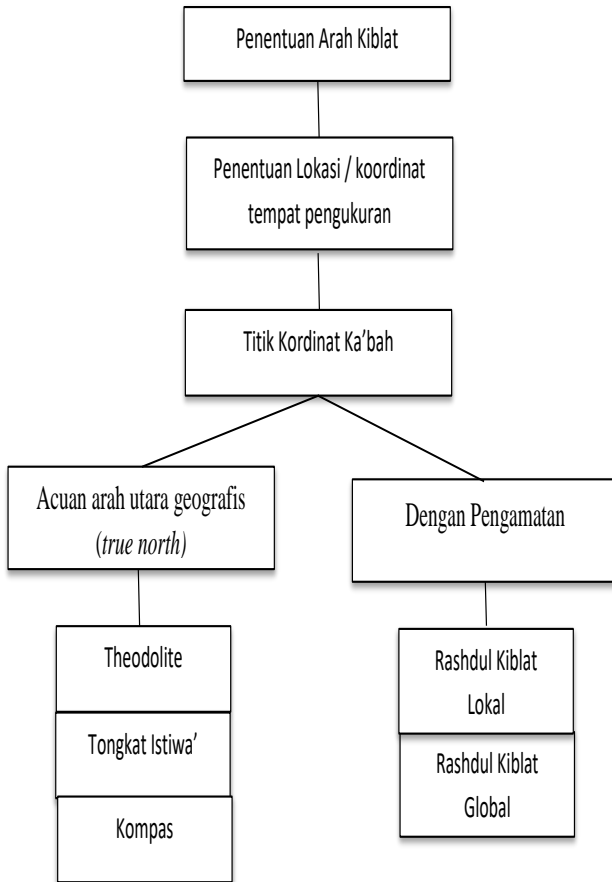 Penentuan Arah Kiblat
Penentuan Lokasi / koordinat
tempat pengukuran
Titik Kordinat Ka’bah
Acuan arah utara geografis
(true north)
Dengan Pengamatan
Theodolite
Tongkat Istiwa’
Kompas
Rashdul Kiblat
Lokal
Rashdul Kiblat
Global